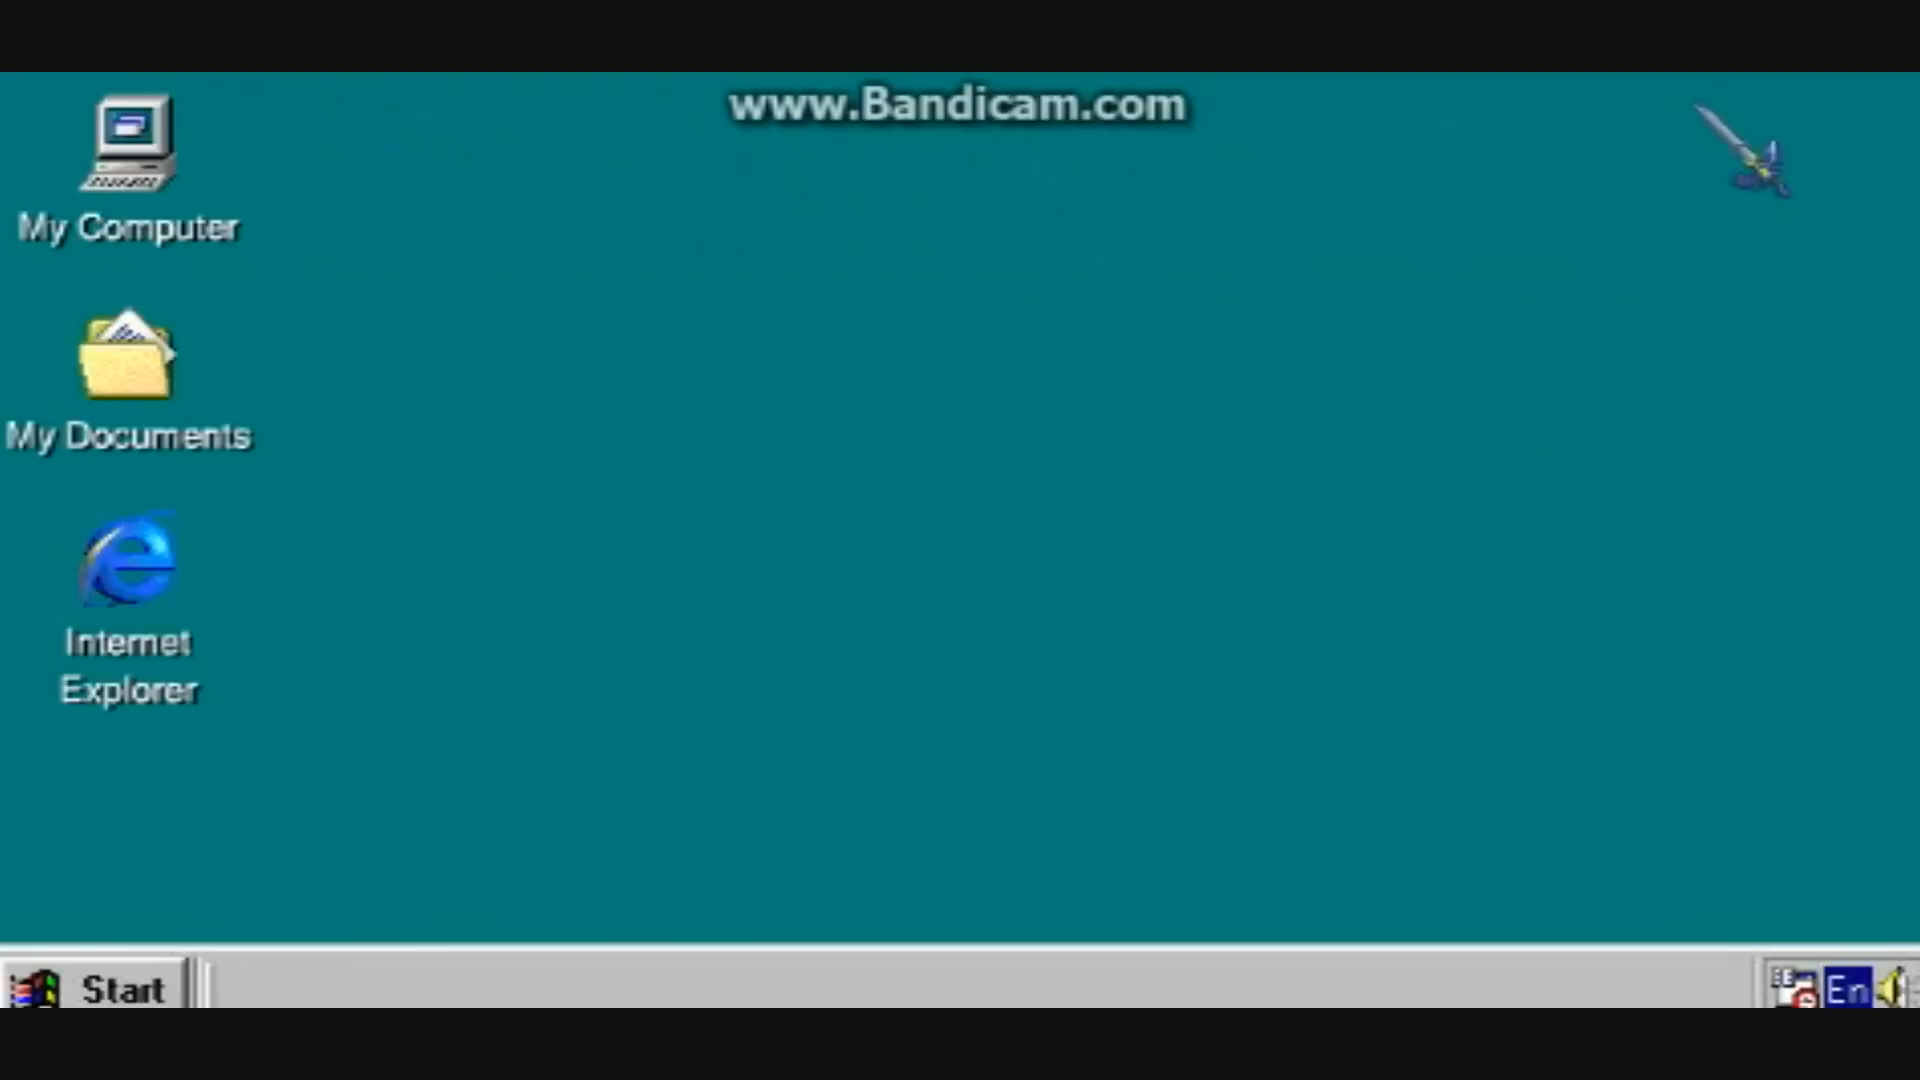 www.Bandicam.com
My Computer
My Documents
Internet
Explorer
Start
En